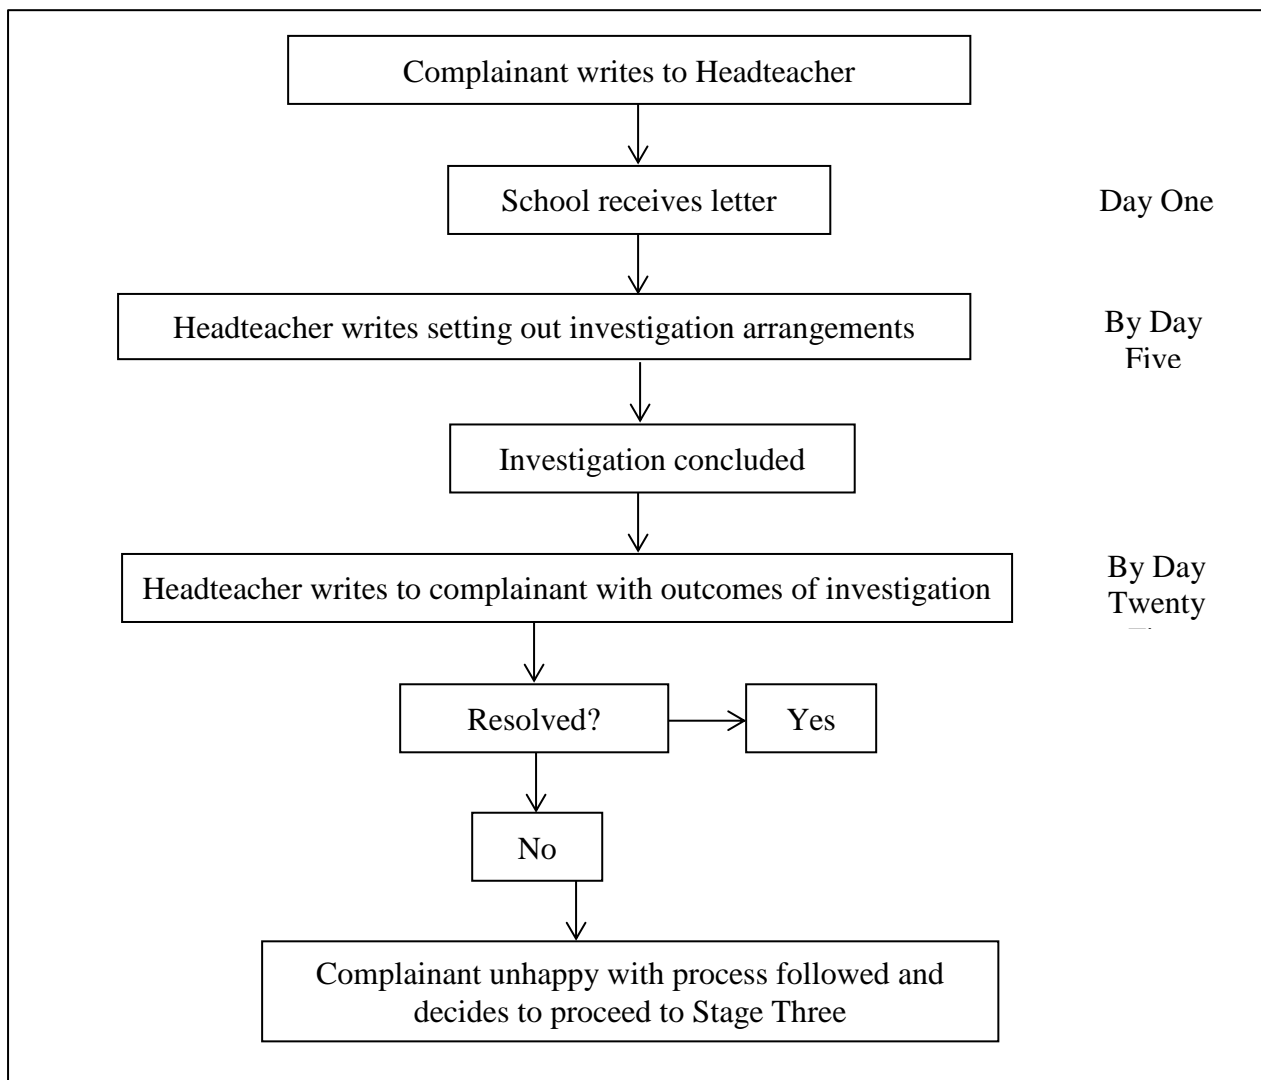 Complainant writes to Headteacher
School receives letter
Day One
Headteacher writes setting out investigation arrangements
By Day
Five
Investigation concluded
Headteacher writes to complainant with outcomes of investigation
By Day
Twenty
Resolved?
Yes
No
Complainant unhappy with process followed and
decides to proceed to Stage Three